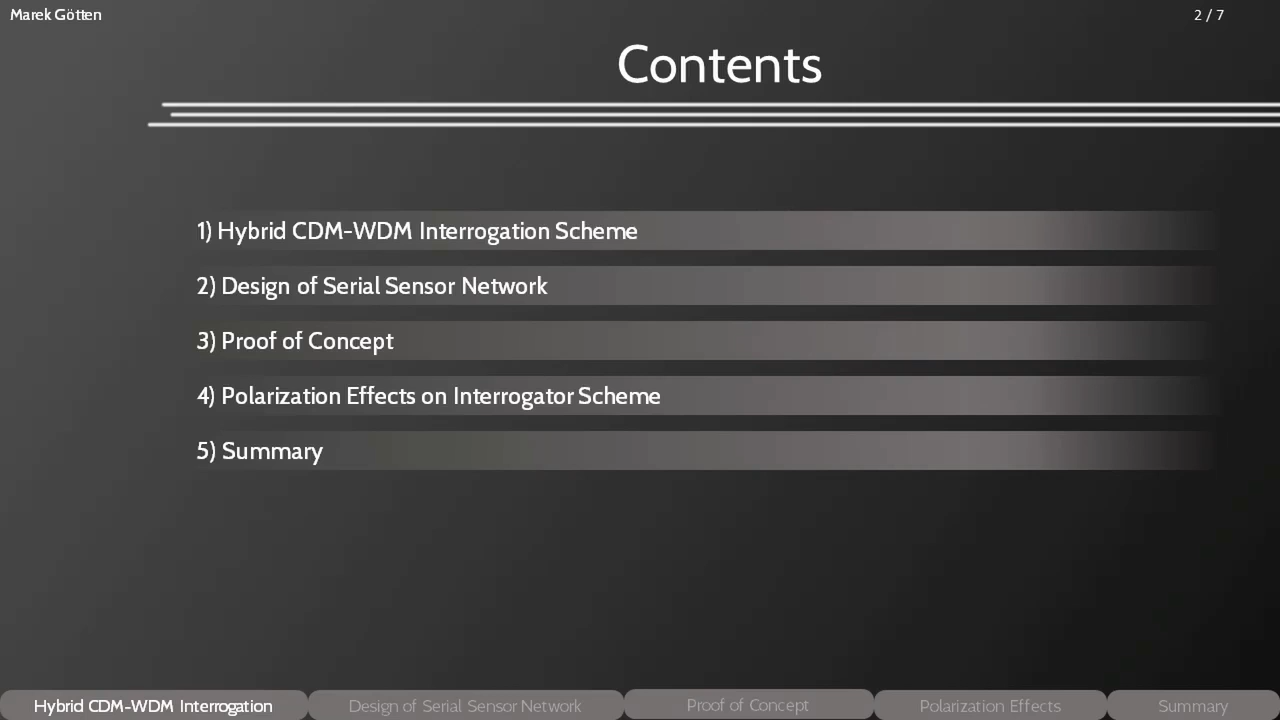 Marek Götten
2 / 7
Contents
1) Hybrid CDM-WDM Interrogation Scheme
2) Design of Serial Sensor Network
3) Proof of Concept
4) Polarization Effects on Interrogator Scheme
5) Summary
Hybrid CDM-WDM Interrogation
Design of Serial Sensor Network
Proof of Concept
Polarization Effects
Summary